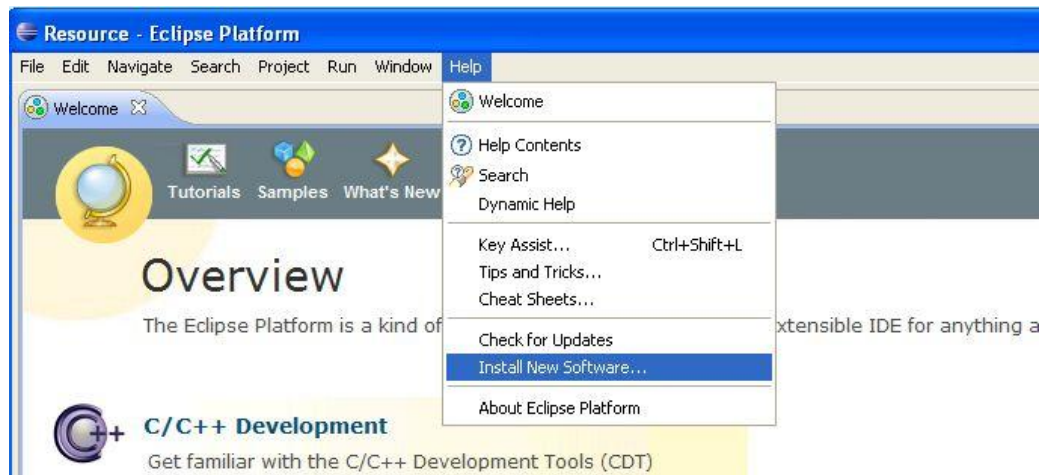 Resource - Eclipse Platform
File Edit Navigate Search Project Run Window Help
Welcome
Tutorials Samples What's New
Welcome
Help Contents
Search
Dynamic Help
Key Assist... Ctrl+Shift+L
Tips and Tricks...
Cheat Sheets...
Check for Updates
Install New Software...
About Eclipse Platform
Overview
The Eclipse Platform is a kind of xtensible IDE for anything a
C/C++ Development
Get familiar with the C/C++ Development Tools (CDT)